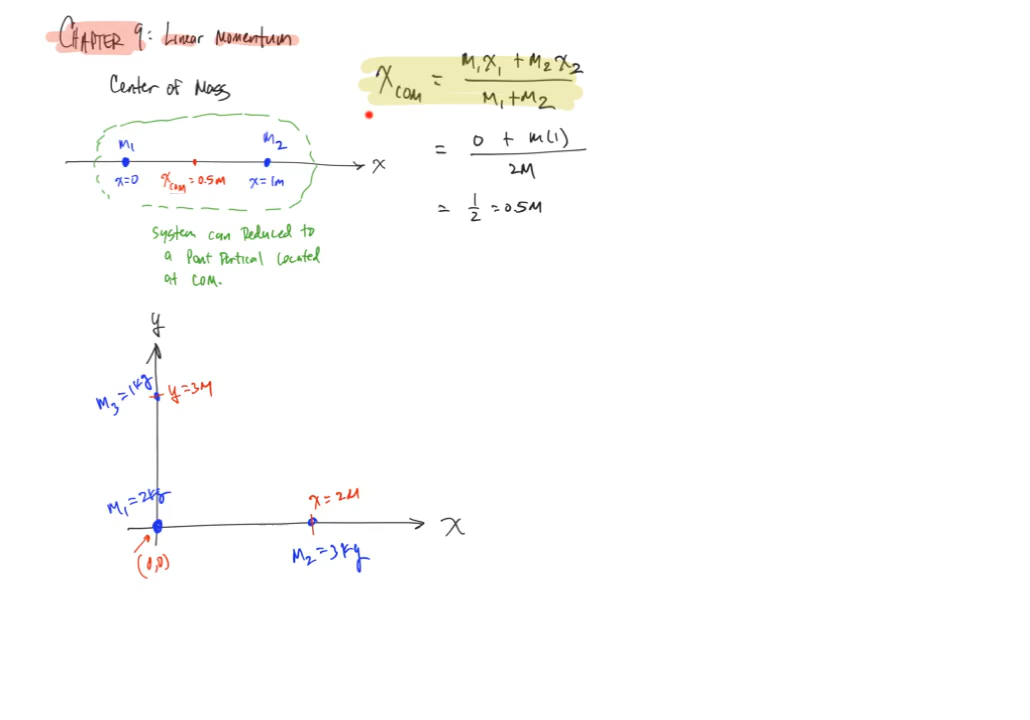 CHAPTER 9: Linear Momentum
Center of Mass
M₁ M₂
x=0 x_com = 0.5M x=1m
x
System can Reduced to
a Point Partical Located
at COM.
x_com = (M₁x₁ + M₂x₂)/(M₁+M₂)
= (0 + M(1))/(2M)
= 1/2 = 0.5M
y
M₃=1kg y=3M
M₁=2kg
x=2M
x
M₂=3kg
(0,0)